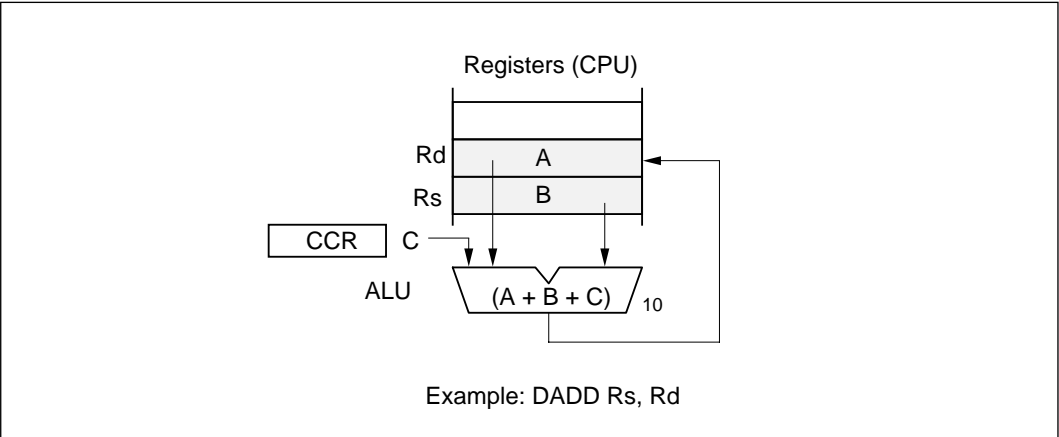 Registers (CPU)
Rd A
Rs B
CCR C
ALU (A + B + C) 10
Example: DADD Rs, Rd